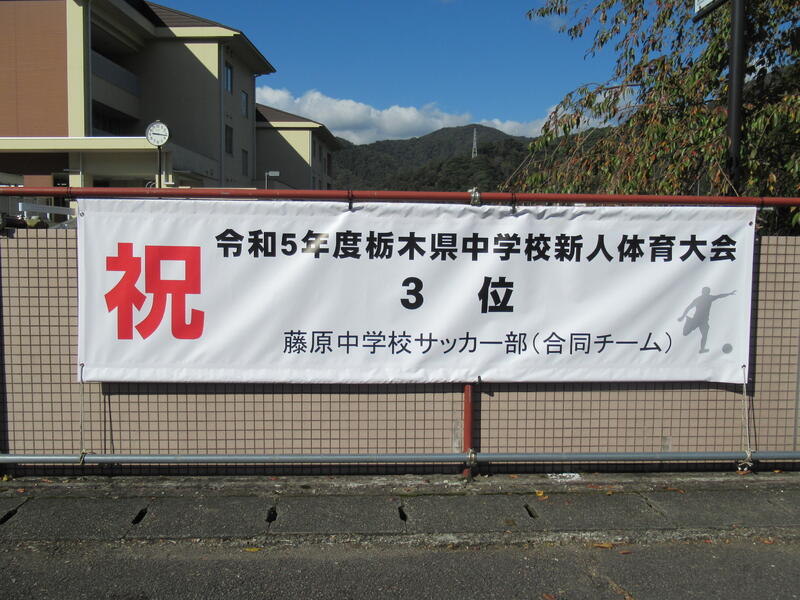 祝
令和5年度栃木県中学校新人体育大会
3 位
藤原中学校サッカー部(合同チーム)